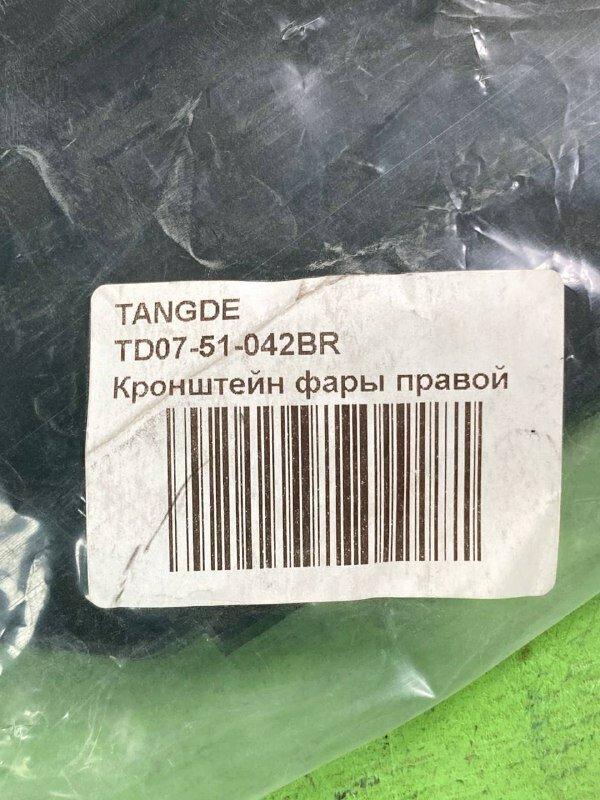 TANGDE
TD07-51-042BR
Кронштейн фары правой